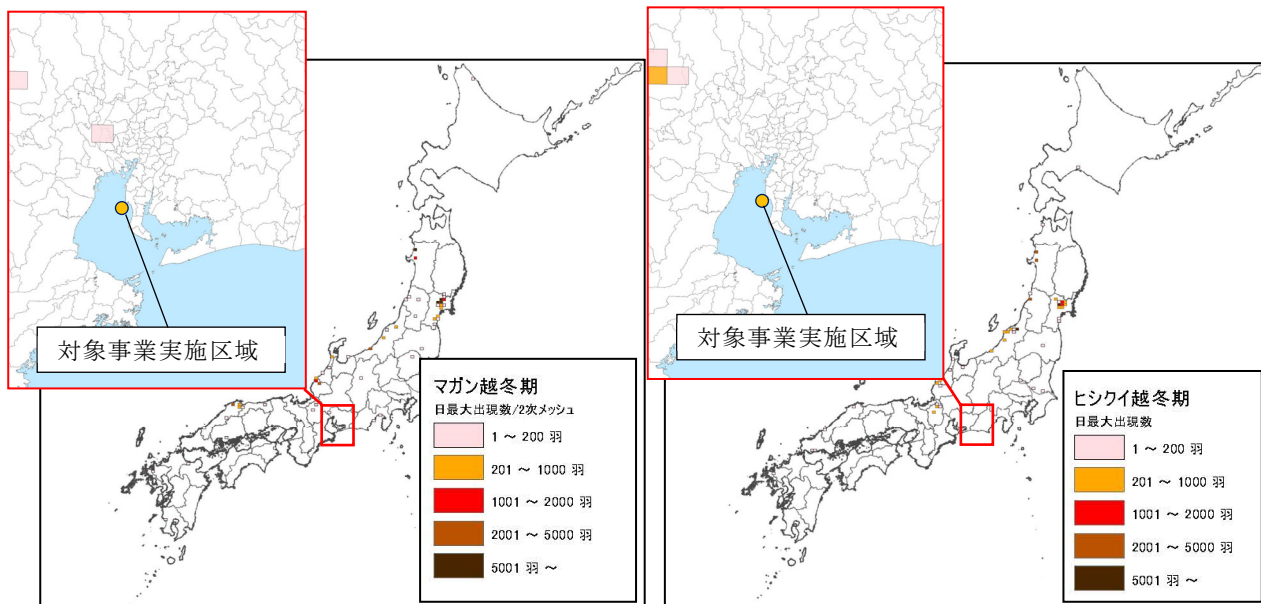 対象事業実施区域
マガン越冬期
日最大出現数/2次メッシュ
1 ~ 200 羽
201 ~ 1000 羽
1001 ~ 2000 羽
2001 ~ 5000 羽
5001 羽 ~
対象事業実施区域
ヒシクイ越冬期
日最大出現数
1 ~ 200 羽
201 ~ 1000 羽
1001 ~ 2000 羽
2001 ~ 5000 羽
5001 羽 ~